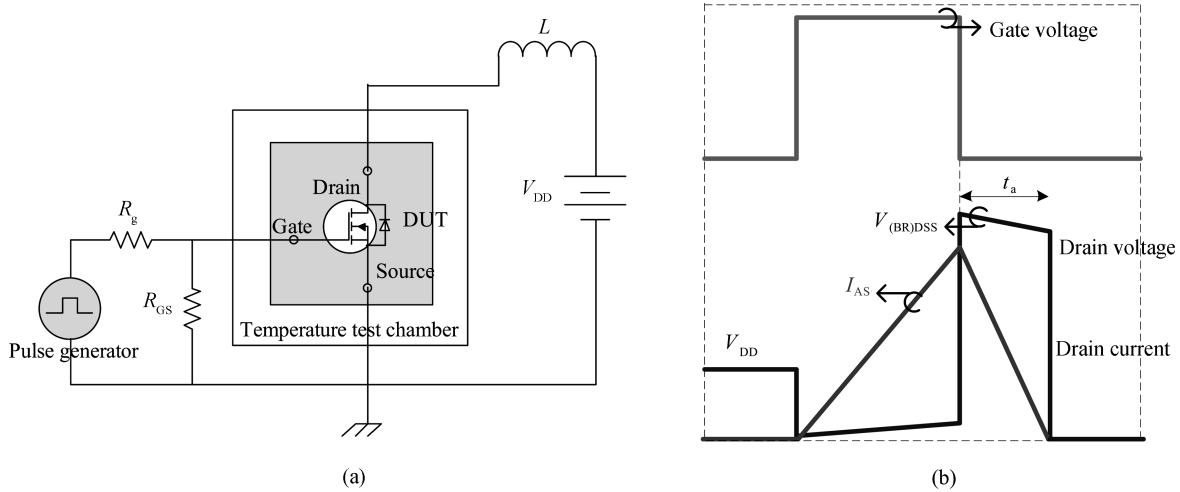 L
Drain
V_DD
R_g
Gate
DUT
Source
R_GS
Temperature test chamber
Pulse generator
(a)
Gate voltage
t_a
V_(BR)DSS
Drain voltage
I_AS
V_DD
Drain current
(b)